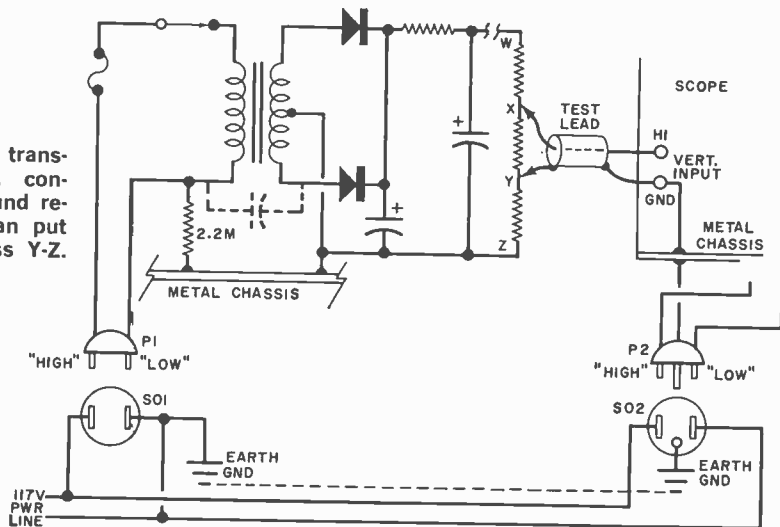 trans-
con-
und re-
an put
ss Y-Z.
W
X
Y
Z
+
+
2.2M
METAL CHASSIS
TEST
LEAD
SCOPE
HI
VERT.
INPUT
GND
METAL
CHASSIS
P1
"HIGH"
"LOW"
SO1
EARTH
GND
P2
"HIGH"
"LOW"
SO2
EARTH
GND
117V
PWR
LINE